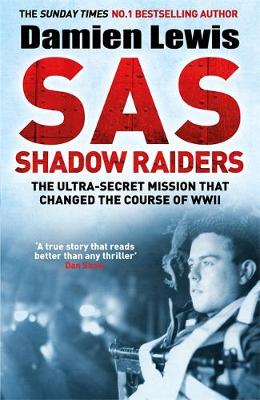 THE SUNDAY TIMES NO.1 BESTSELLING AUTHOR
Damien Lewis
SAS
SHADOW RAIDERS
THE ULTRA-SECRET MISSION THAT
CHANGED THE COURSE OF WWII
'A true story that reads
better than any thriller'
Dan Snow